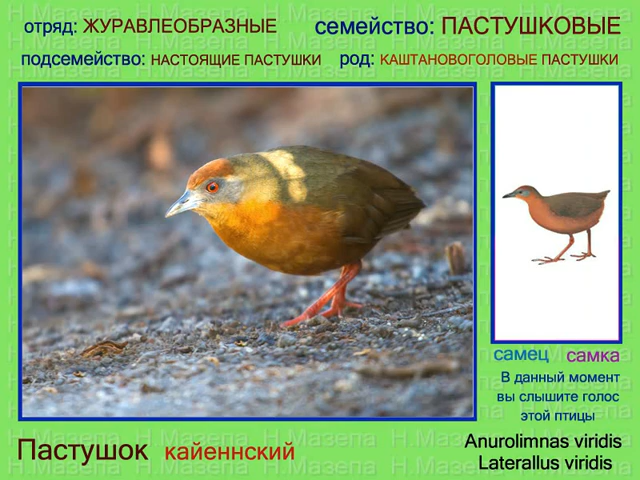 отряд: ЖУРАВЛЕОБРАЗНЫЕ семейство: ПАСТУШКОВЫЕ
подсемейство: НАСТОЯЩИЕ ПАСТУШКИ род: КАШТАНОВОГОЛОВЫЕ ПАСТУШКИ
самец самка
В данный момент
вы слышите голос
этой птицы
Пастушок кайеннский
Anurolimnas viridis
Laterallus viridis
Н.Мазепа